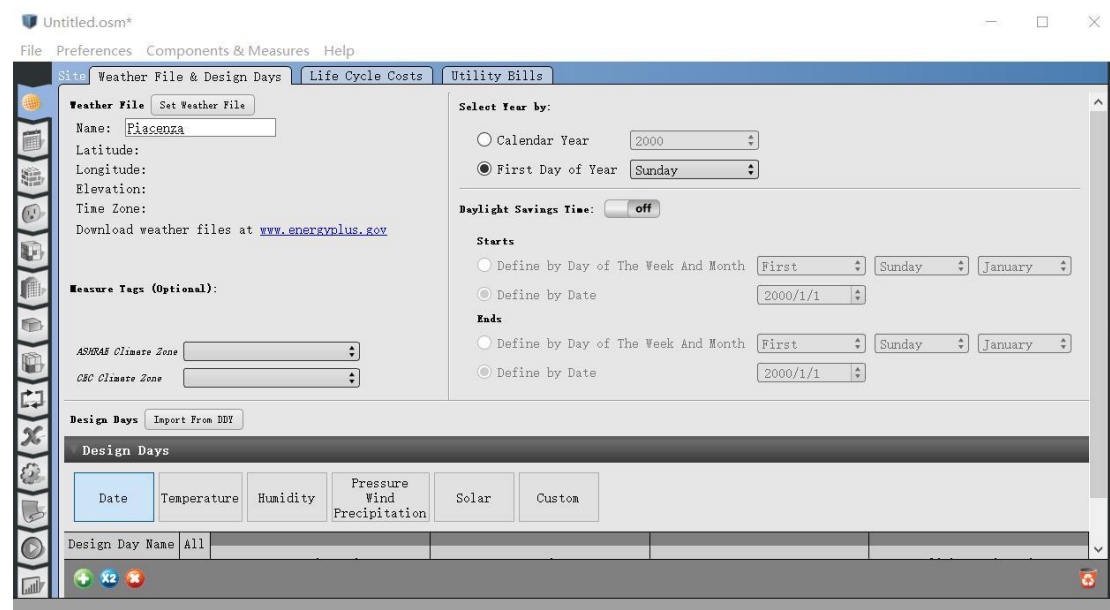 Untitled.osm*
File Preferences Components & Measures Help
Site Weather File & Design Days Life Cycle Costs Utility Bills
Weather File Set Weather File
Name: Piacenza
Latitude:
Longitude:
Elevation:
Time Zone:
Download weather files at www.energyplus.gov
Measure Tags (Optional):
ASHRAE Climate Zone
CEC Climate Zone
Select Year by:
Calendar Year 2000
First Day of Year Sunday
Daylight Savings Time: off
Starts
Define by Day of The Week And Month First Sunday January
Define by Date 2000/1/1
Ends
Define by Day of The Week And Month First Sunday January
Define by Date 2000/1/1
Design Days Import From DDY
Design Days
Date Temperature Humidity Pressure Wind Precipitation Solar Custom
Design Day Name All
X2